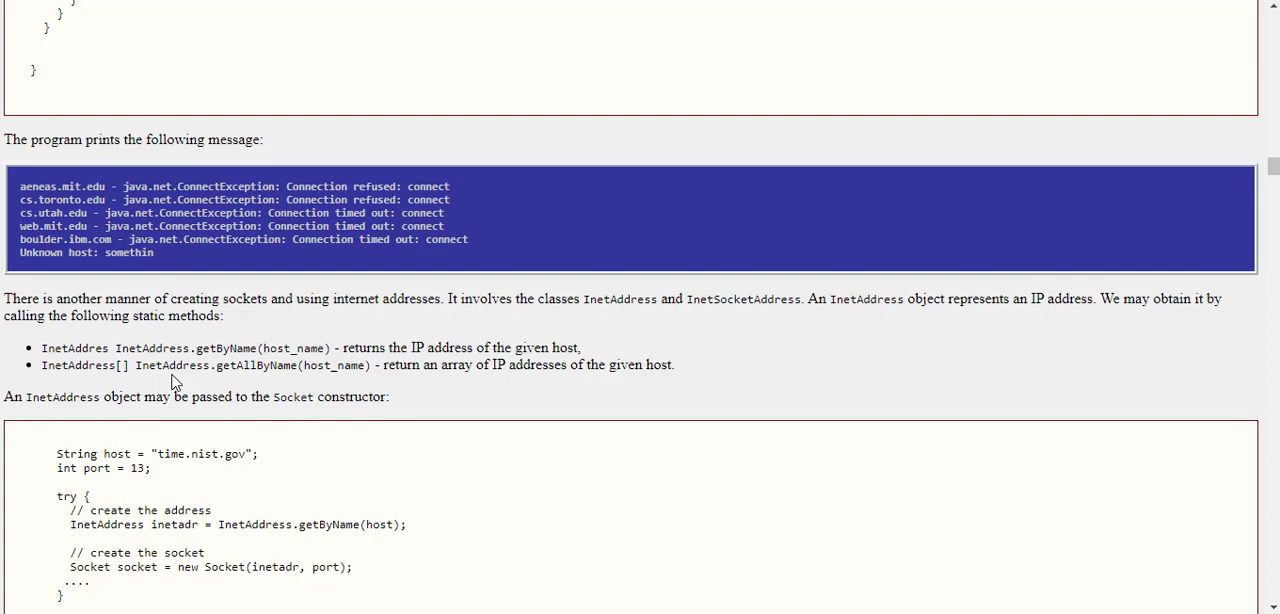 }
}
}
}
The program prints the following message:
aeneas.mit.edu - java.net.ConnectException: Connection refused: connect
cs.toronto.edu - java.net.ConnectException: Connection refused: connect
cs.utah.edu - java.net.ConnectException: Connection timed out: connect
web.mit.edu - java.net.ConnectException: Connection timed out: connect
boulder.ibm.com - java.net.ConnectException: Connection timed out: connect
Unknown host: somethin
There is another manner of creating sockets and using internet addresses. It involves the classes InetAddress and InetSocketAddress. An InetAddress object represents an IP address. We may obtain it by
calling the following static methods:
• InetAddres InetAddress.getByName(host_name) - returns the IP address of the given host,
• InetAddress[] InetAddress.getAllByName(host_name) - return an array of IP addresses of the given host.
An InetAddress object may be passed to the Socket constructor:
String host = "time.nist.gov";
int port = 13;
try {
// create the address
InetAddress inetadr = InetAddress.getByName(host);
// create the socket
Socket socket = new Socket(inetadr, port);
....
}